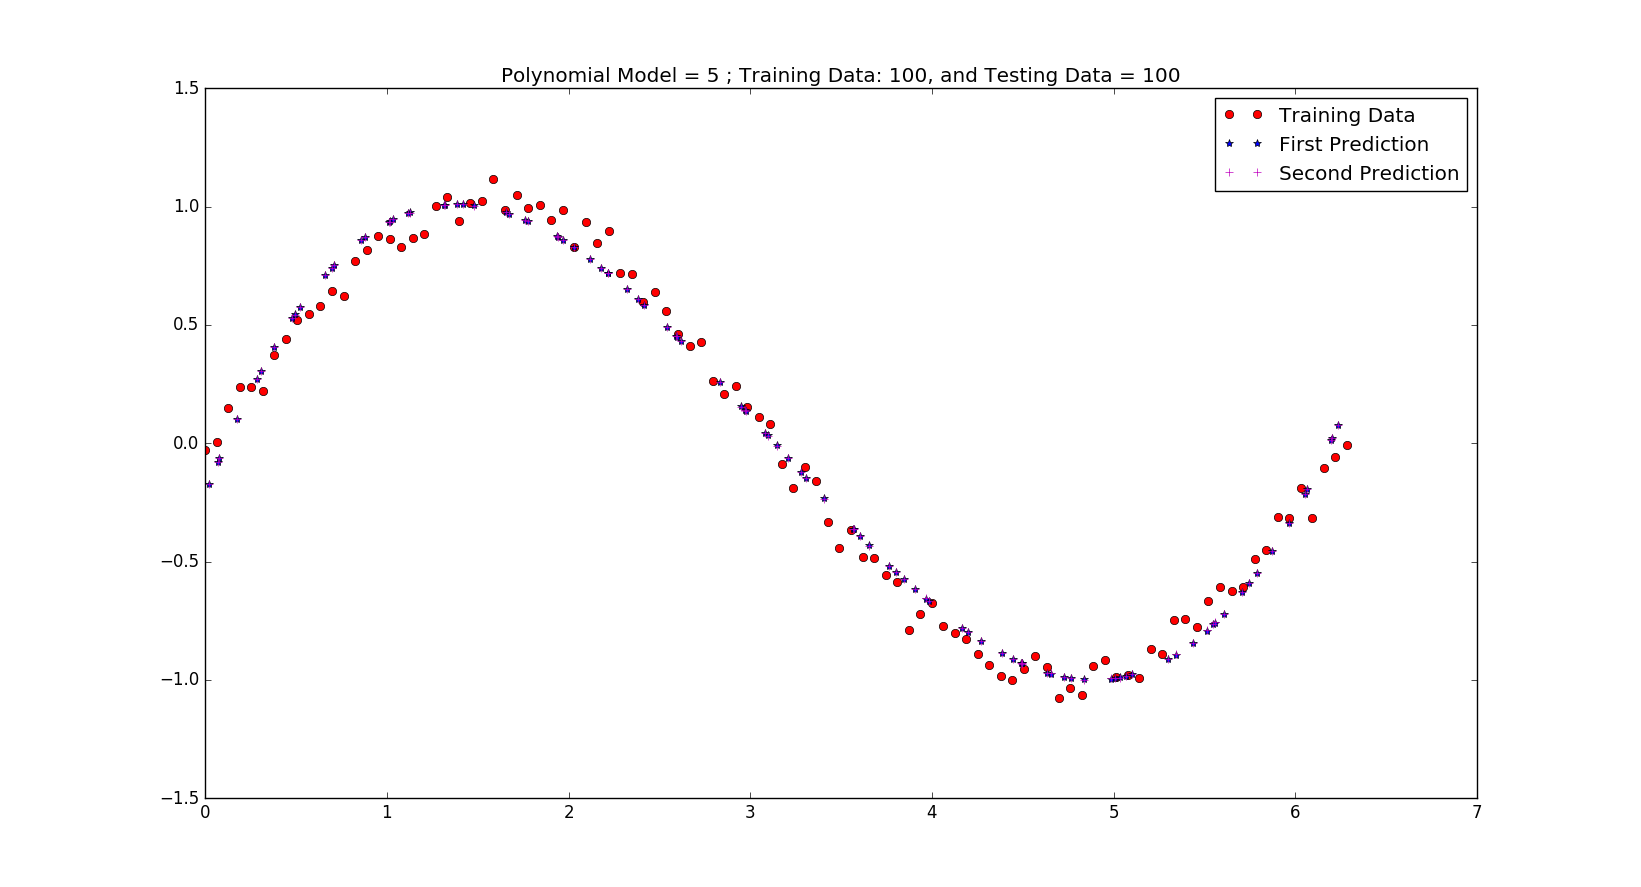 Polynomial Model = 5 ; Training Data: 100, and Testing Data = 100
1.5
Training Data
First Prediction
Second Prediction
1.0
0.5
0.0
−0.5
−1.0
−1.5
0 1 2 3 4 5 6 7